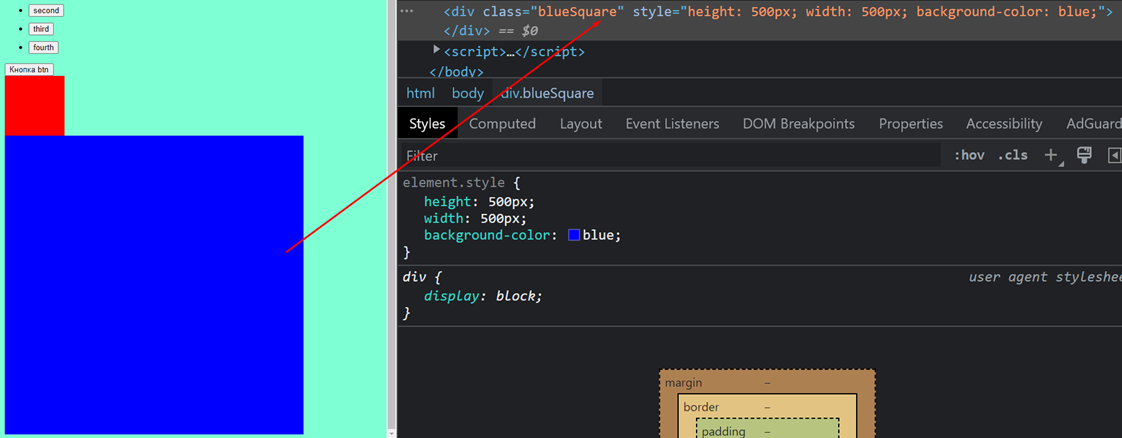 second
third
fourth
Кнопка btn
··· <div class="blueSquare" style="height: 500px; width: 500px; background-color: blue;">
</div> == $0
<script>…</script>
</body>
html body div.blueSquare
Styles Computed Layout Event Listeners DOM Breakpoints Properties Accessibility AdGuard
Filter :hov .cls +
element.style {
height: 500px;
width: 500px;
background-color: blue;
}
div { user agent styleshee
display: block;
}
margin –
border –
padding –